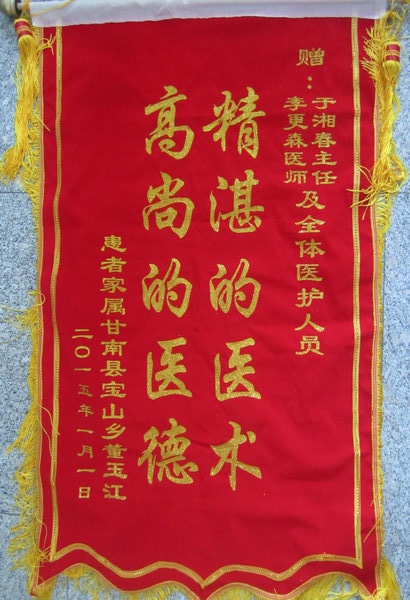 赠：
于湘春主任
李更森医师
及全体医护人员
精湛的医术
高尚的医德
患者家属甘南县宝山乡董玉江
二〇一五年一月一日